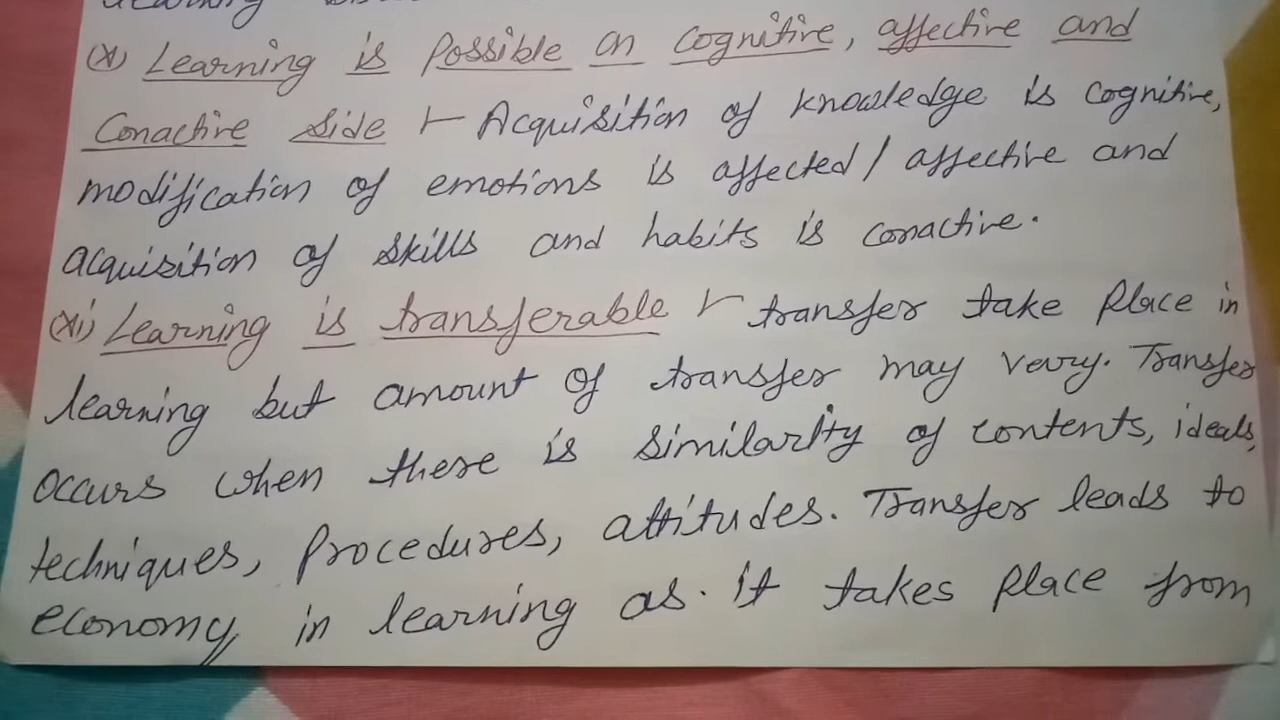 (x) Learning is Possible on cognitive, affective and
Conactive side :- Acquisition of knowledge is cognitive,
modification of emotions is affected / affective and
acquisition of skills and habits is conactive.
(xi) Learning is transferable :- transfer take place in
learning but amount of transfer may very. Transfer
occurs when there is similarity of contents, ideals,
techniques, Procedures, attitudes. Transfer leads to
economy in learning as. it takes place from